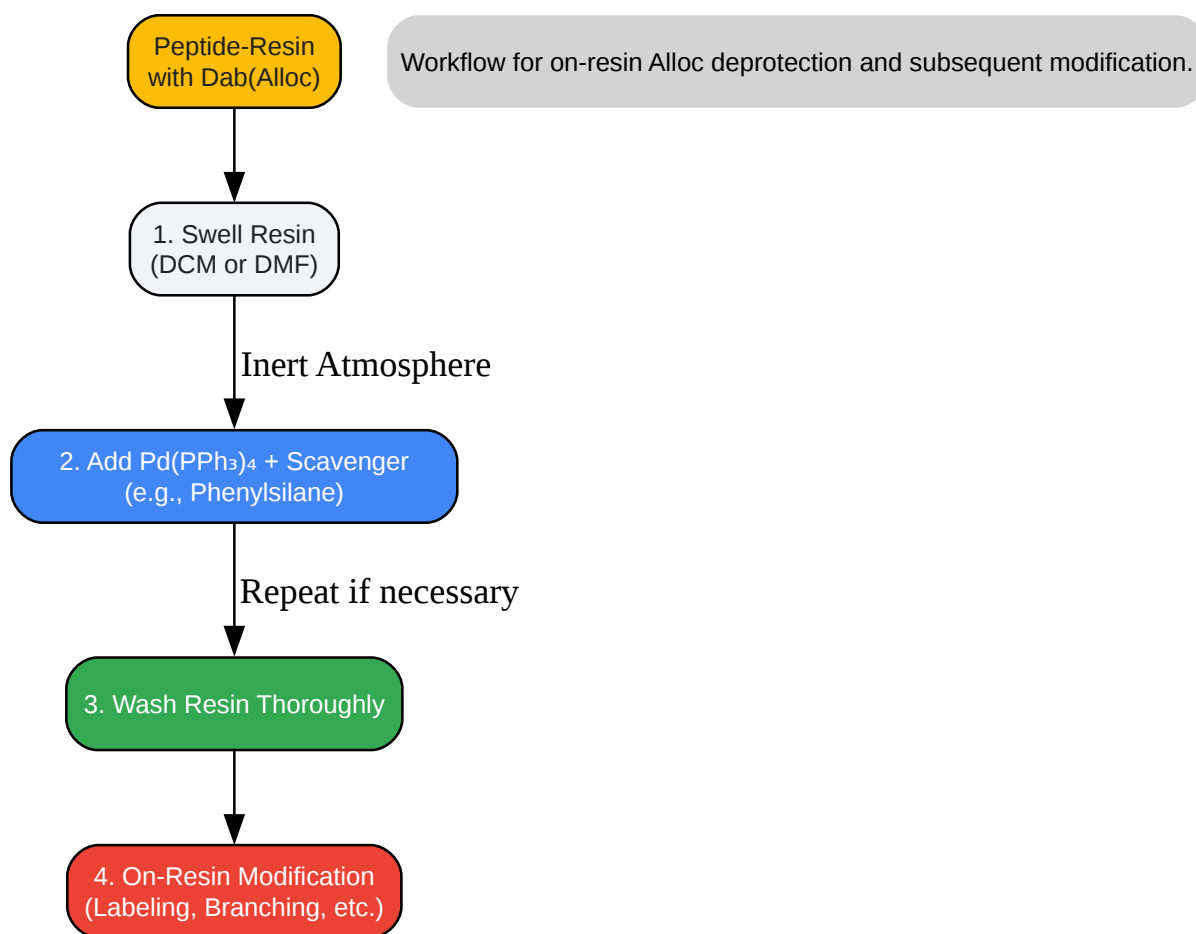 Peptide-Resin
with Dab(Alloc)
Workflow for on-resin Alloc deprotection and subsequent modification.
1. Swell Resin
(DCM or DMF)
Inert Atmosphere
2. Add Pd(PPh₃)₄ + Scavenger
(e.g., Phenylsilane)
Repeat if necessary
3. Wash Resin Thoroughly
4. On-Resin Modification
(Labeling, Branching, etc.)